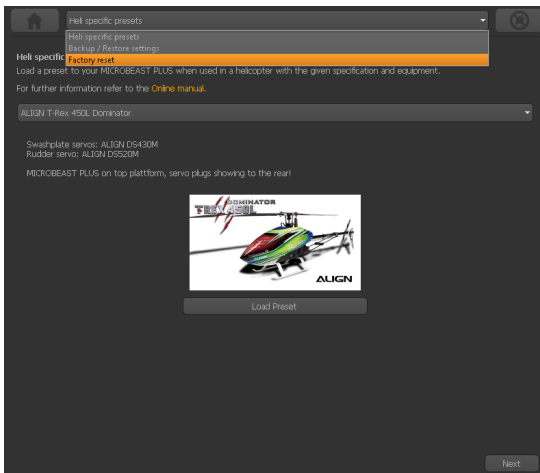 Heli specific presets
Heli specific presets
Backup / Restore settings
Factory reset
Heli specific
Load a preset to your MICROBEAST PLUS when used in a helicopter with the given specification and equipment.
For further information refer to the Online manual.
ALIGN T-Rex 450L Dominator
Swashplate servos: ALIGN DS430M
Rudder servo: ALIGN DS520M
MICROBEAST PLUS on top plattform, servo plugs showing to the rear!
DOMINATOR
T-REX 450L
ALIGN
Load Preset
Next